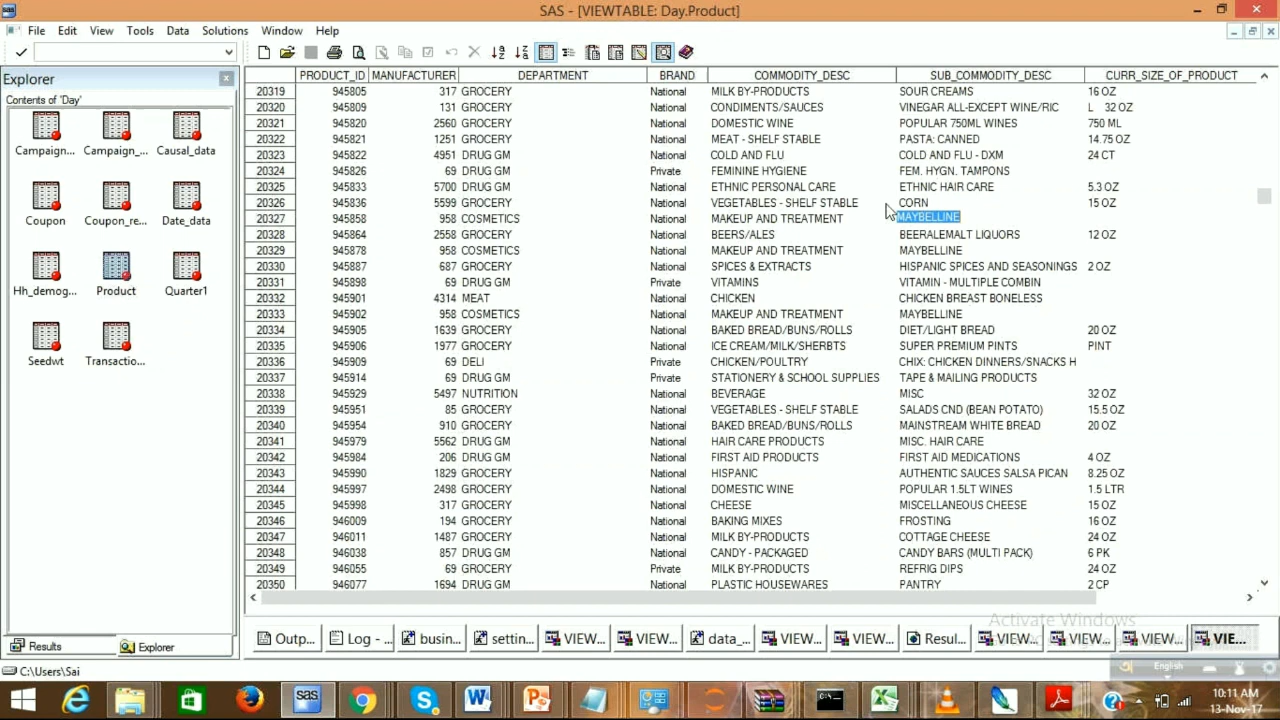 SAS - [VIEWTABLE: Day.Product]
File Edit View Tools Data Solutions Window Help
Explorer
Contents of 'Day'
Campaign... Campaign_... Causal_data
Coupon Coupon_re... Date_data
Hh_demog... Product Quarter1
Seedwt Transactio...
PRODUCT_ID MANUFACTURER DEPARTMENT BRAND COMMODITY_DESC SUB_COMMODITY_DESC CURR_SIZE_OF_PRODUCT
20319 945805 317 GROCERY National MILK BY-PRODUCTS SOUR CREAMS 16 OZ
20320 945809 131 GROCERY National CONDIMENTS/SAUCES VINEGAR ALL-EXCEPT WINE/RIC L 32 OZ
20321 945820 2560 GROCERY National DOMESTIC WINE POPULAR 750ML WINES 750 ML
20322 945821 1251 GROCERY National MEAT - SHELF STABLE PASTA: CANNED 14.75 OZ
20323 945822 4951 DRUG GM National COLD AND FLU COLD AND FLU - DXM 24 CT
20324 945826 69 DRUG GM Private FEMININE HYGIENE FEM. HYGN. TAMPONS
20325 945833 5700 DRUG GM National ETHNIC PERSONAL CARE ETHNIC HAIR CARE 5.3 OZ
20326 945836 5599 GROCERY National VEGETABLES - SHELF STABLE CORN 15 OZ
20327 945858 958 COSMETICS National MAKEUP AND TREATMENT MAYBELLINE
20328 945864 2558 GROCERY National BEERS/ALES BEERALEMALT LIQUORS 12 OZ
20329 945878 958 COSMETICS National MAKEUP AND TREATMENT MAYBELLINE
20330 945887 687 GROCERY National SPICES & EXTRACTS HISPANIC SPICES AND SEASONINGS 2 OZ
20331 945898 69 DRUG GM Private VITAMINS VITAMIN - MULTIPLE COMBIN
20332 945901 4314 MEAT National CHICKEN CHICKEN BREAST BONELESS
20333 945902 958 COSMETICS National MAKEUP AND TREATMENT MAYBELLINE
20334 945905 1639 GROCERY National BAKED BREAD/BUNS/ROLLS DIET/LIGHT BREAD 20 OZ
20335 945906 1977 GROCERY National ICE CREAM/MILK/SHERBTS SUPER PREMIUM PINTS PINT
20336 945909 69 DELI Private CHICKEN/POULTRY CHIX: CHICKEN DINNERS/SNACKS H
20337 945914 69 DRUG GM Private STATIONERY & SCHOOL SUPPLIES TAPE & MAILING PRODUCTS
20338 945929 5497 NUTRITION National BEVERAGE MISC 32 OZ
20339 945951 85 GROCERY National VEGETABLES - SHELF STABLE SALADS CND (BEAN POTATO) 15.5 OZ
20340 945954 910 GROCERY National BAKED BREAD/BUNS/ROLLS MAINSTREAM WHITE BREAD 20 OZ
20341 945979 5562 DRUG GM National HAIR CARE PRODUCTS MISC. HAIR CARE
20342 945984 206 DRUG GM National FIRST AID PRODUCTS FIRST AID MEDICATIONS 4 OZ
20343 945990 1829 GROCERY National HISPANIC AUTHENTIC SAUCES SALSA PICAN 8.25 OZ
20344 945997 2498 GROCERY National DOMESTIC WINE POPULAR 1.5LT WINES 1.5 LTR
20345 945998 317 GROCERY National CHEESE MISCELLANEOUS CHEESE 15 OZ
20346 946009 194 GROCERY National BAKING MIXES FROSTING 16 OZ
20347 946011 1487 GROCERY National MILK BY-PRODUCTS COTTAGE CHEESE 24 OZ
20348 946038 857 DRUG GM National CANDY - PACKAGED CANDY BARS (MULTI PACK) 6 PK
20349 946055 69 GROCERY Private MILK BY-PRODUCTS REFRIG DIPS 24 OZ
20350 946077 1694 DRUG GM National PLASTIC HOUSEWARES PANTRY 2 CP
Activate Windows
Results Explorer Outp... Log - ... busin... settin... VIEW... VIEW... data_... VIEW... VIEW... Resul... VIEW... VIEW... VIEW... VIE...
C:\Users\Sai
English
sas
10:11 AM
13-Nov-17